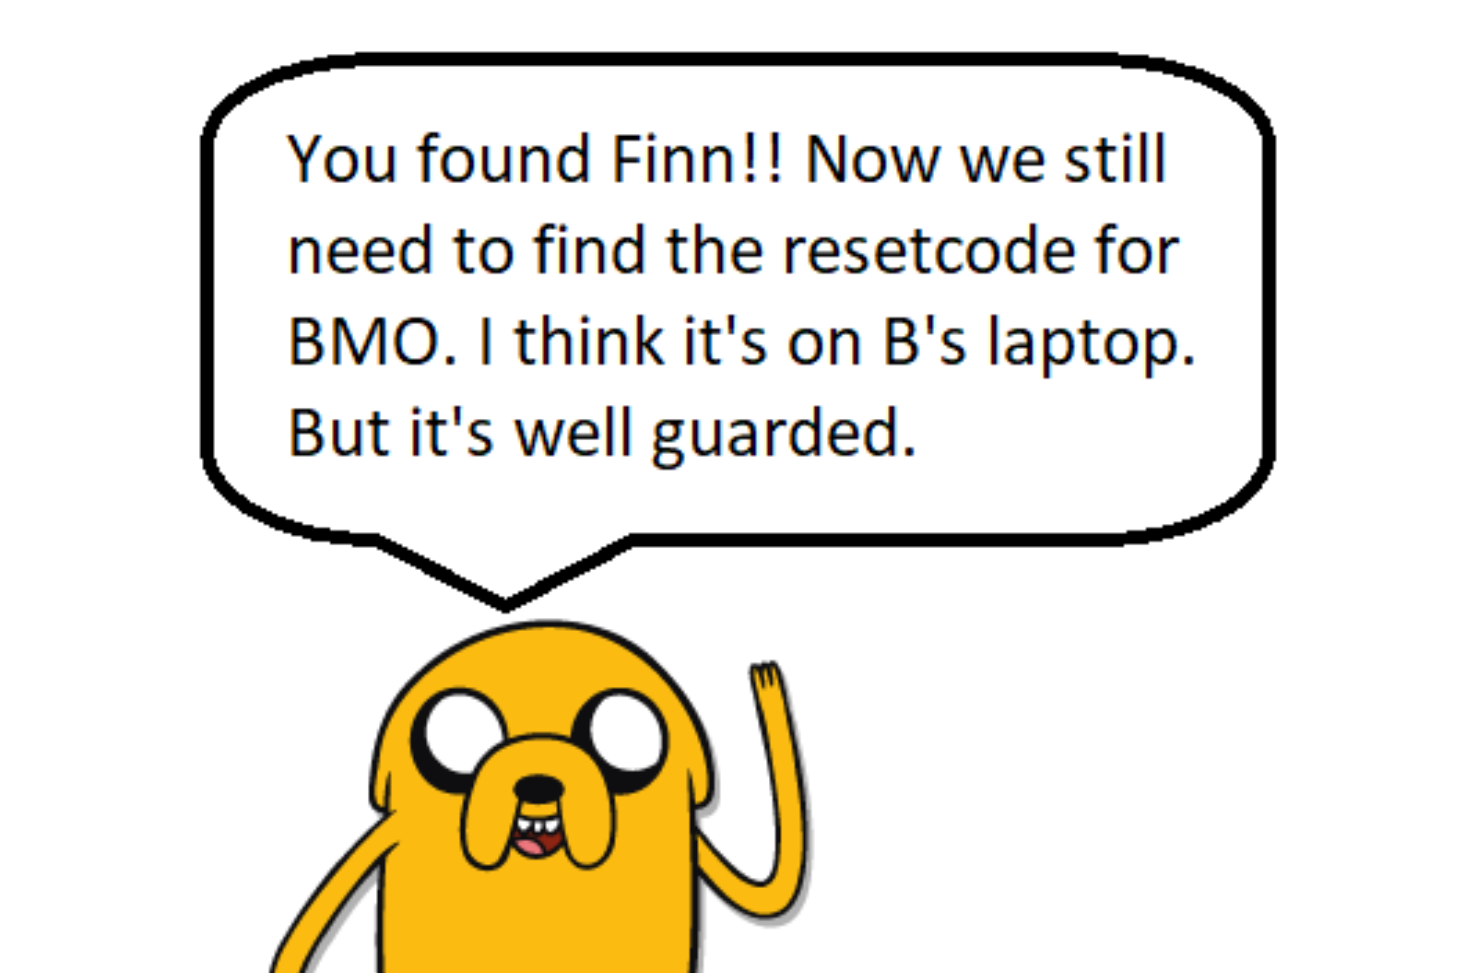 You found Finn!! Now we still
need to find the resetcode for
BMO. I think it's on B's laptop.
But it's well guarded.